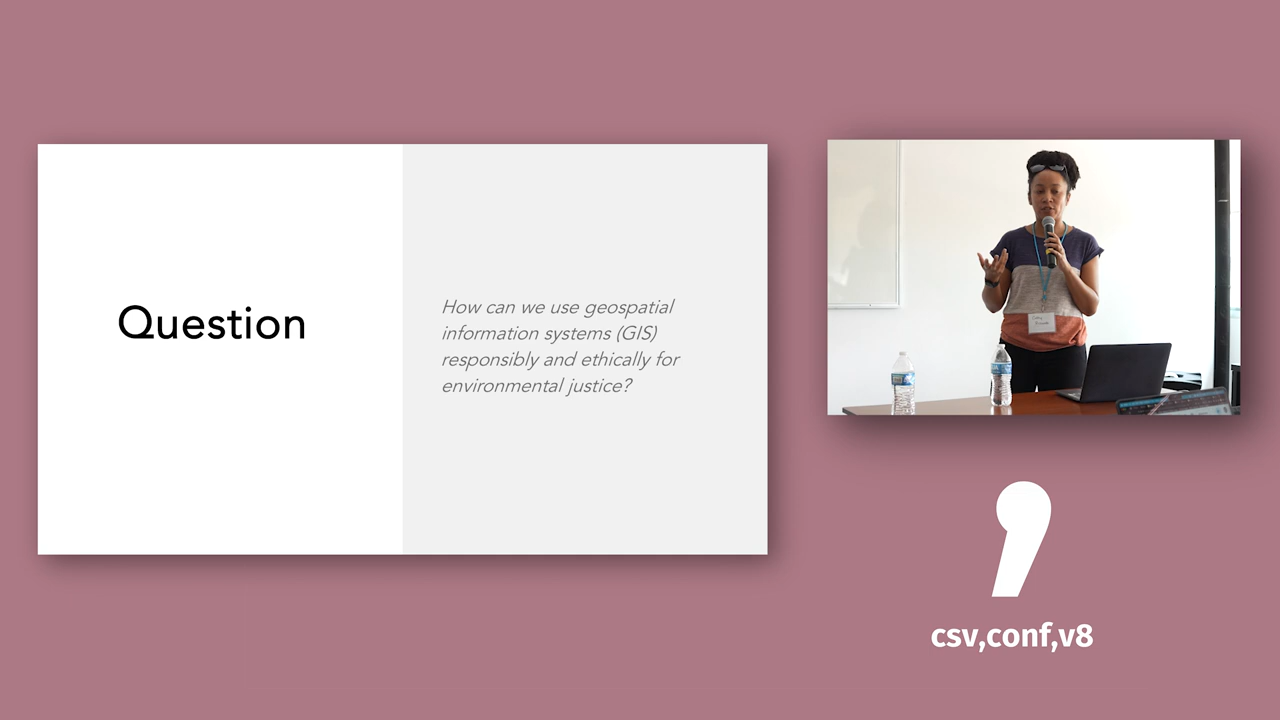 Question
How can we use geospatial
information systems (GIS)
responsibly and ethically for
environmental justice?
csv,conf,v8